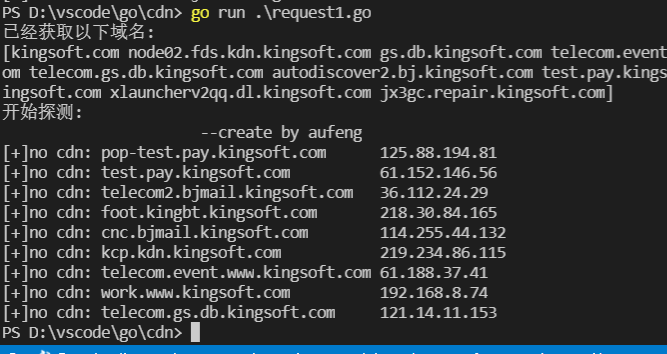 PS D:\vscode\go\cdn> go run .\request1.go
已经获取以下域名:
[kingsoft.com node02.fds.kdn.kingsoft.com gs.db.kingsoft.com telecom.event
om telecom.gs.db.kingsoft.com autodiscover2.bj.kingsoft.com test.pay.kings
ingsoft.com xlauncherv2qq.dl.kingsoft.com jx3gc.repair.kingsoft.com]
开始探测:
--create by aufeng
[+]no cdn: pop-test.pay.kingsoft.com 125.88.194.81
[+]no cdn: test.pay.kingsoft.com 61.152.146.56
[+]no cdn: telecom2.bjmail.kingsoft.com 36.112.24.29
[+]no cdn: foot.kingbt.kingsoft.com 218.30.84.165
[+]no cdn: cnc.bjmail.kingsoft.com 114.255.44.132
[+]no cdn: kcp.kdn.kingsoft.com 219.234.86.115
[+]no cdn: telecom.event.www.kingsoft.com 61.188.37.41
[+]no cdn: work.www.kingsoft.com 192.168.8.74
[+]no cdn: telecom.gs.db.kingsoft.com 121.14.11.153
PS D:\vscode\go\cdn>